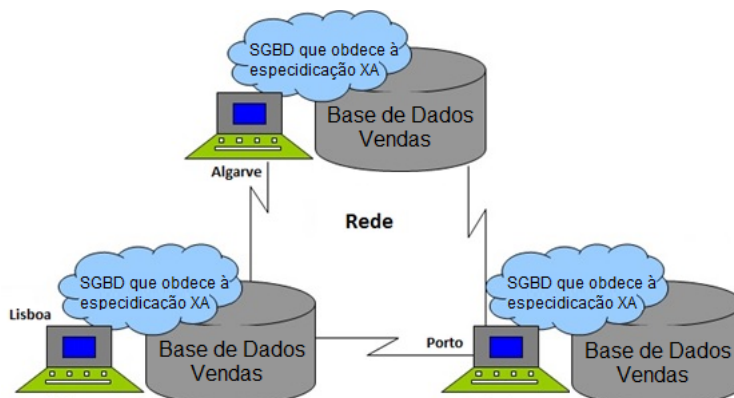 SGBD que obdece à
especidicação XA
Base de Dados
Vendas
Algarve
Rede
SGBD que obdece à
especidicação XA
Lisboa
Base de Dados
Vendas
SGBD que obdece à
especidicação XA
Porto
Base de Dados
Vendas